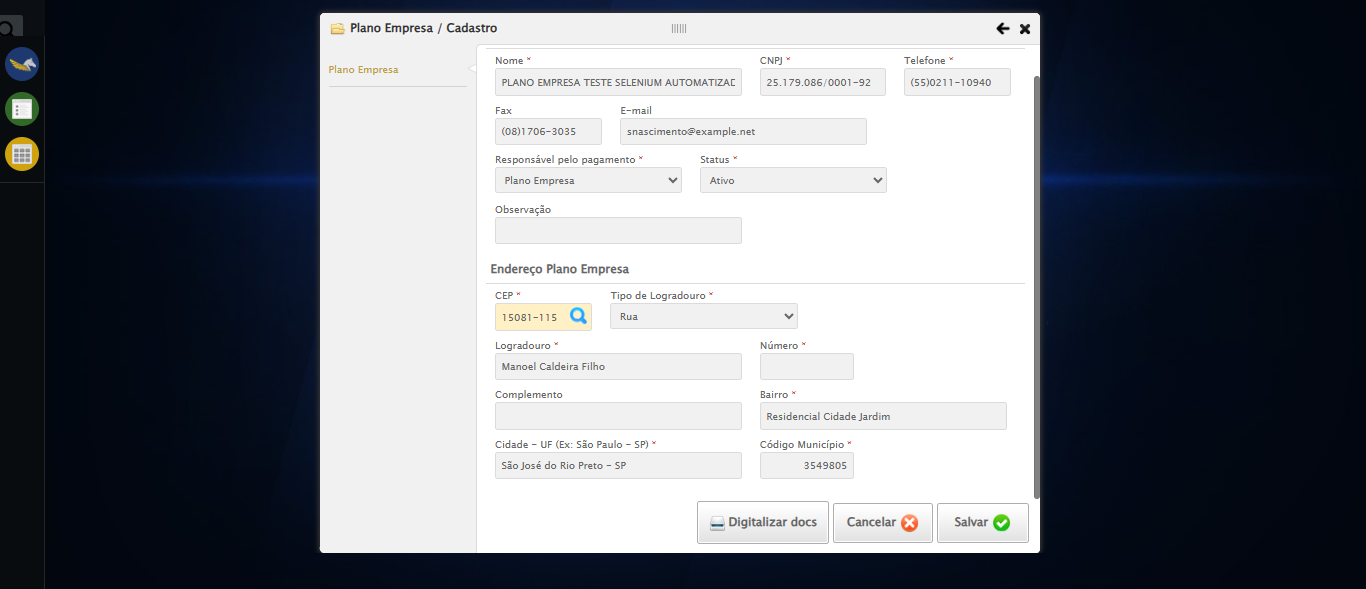 Plano Empresa / Cadastro
Plano Empresa
Nome * CNPJ * Telefone *
PLANO EMPRESA TESTE SELENIUM AUTOMATIZAD 25.179.086/0001-92 (55)0211-10940
Fax E-mail
(08)1706-3035 snascimento@example.net
Responsável pelo pagamento * Status *
Plano Empresa Ativo
Observação
Endereço Plano Empresa
CEP * Tipo de Logradouro *
15081-115 Rua
Logradouro * Número *
Manoel Caldeira Filho
Complemento Bairro *
Residencial Cidade Jardim
Cidade - UF (Ex: São Paulo - SP) * Código Município *
São José do Rio Preto - SP 3549805
Digitalizar docs Cancelar Salvar